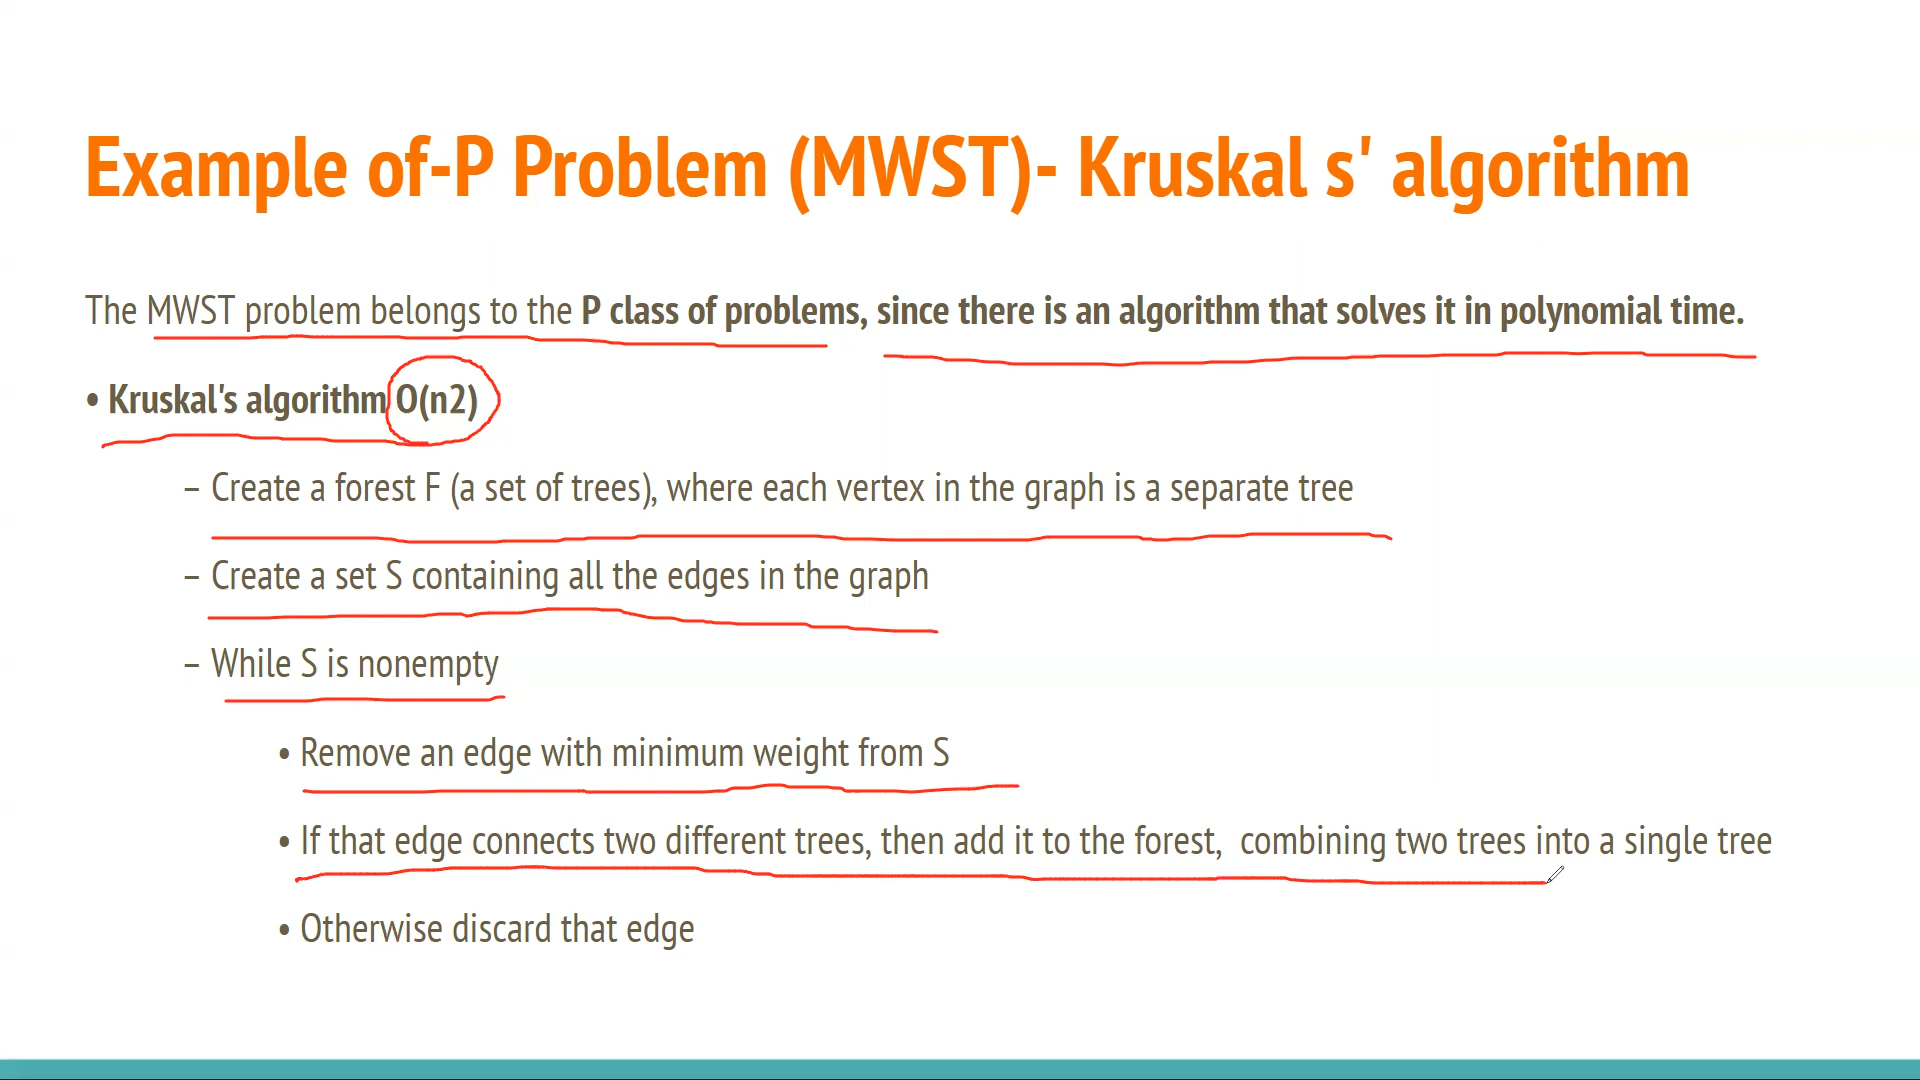 Example of-P Problem (MWST)- Kruskal s' algorithm
The MWST problem belongs to the P class of problems, since there is an algorithm that solves it in polynomial time.
• Kruskal's algorithm O(n2)
– Create a forest F (a set of trees), where each vertex in the graph is a separate tree
– Create a set S containing all the edges in the graph
– While S is nonempty
• Remove an edge with minimum weight from S
• If that edge connects two different trees, then add it to the forest,  combining two trees into a single tree
• Otherwise discard that edge